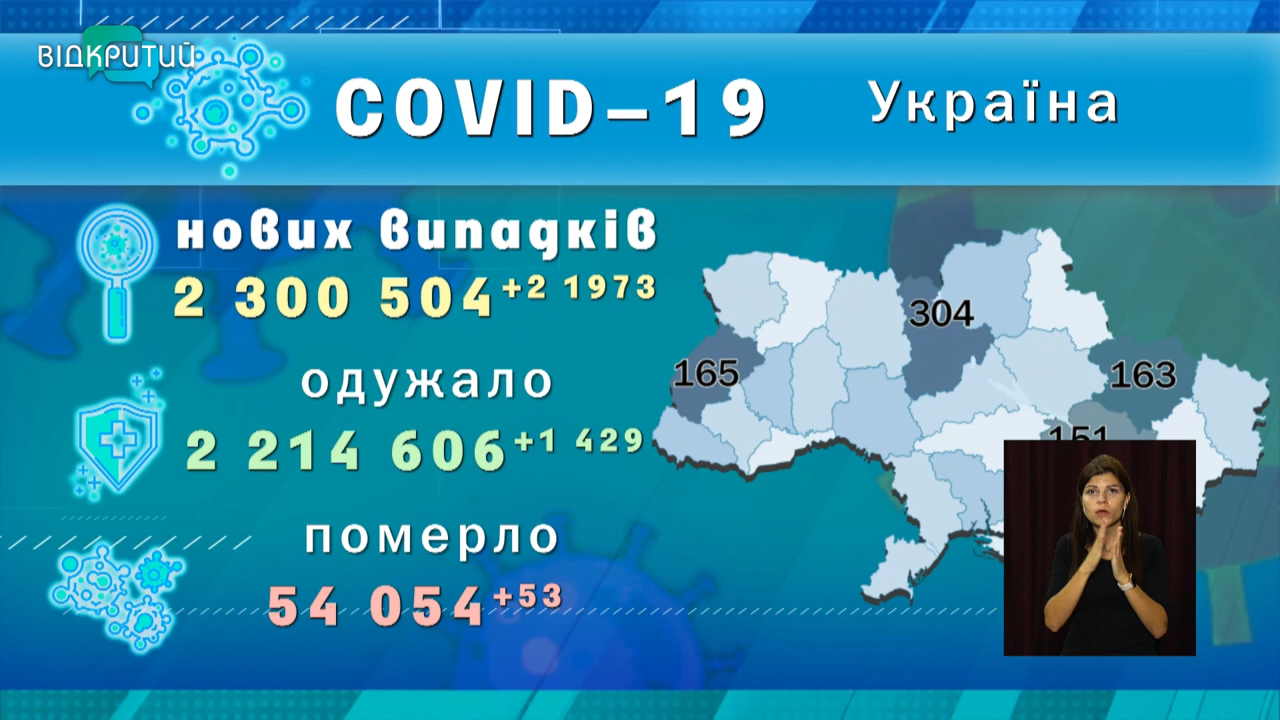 ВІДКРИТИЙ
COVID–19
Україна
нових випадків
2 300 504 +2 1973
одужало
2 214 606 +1 429
померло
54 054 +53
304
165
163
151